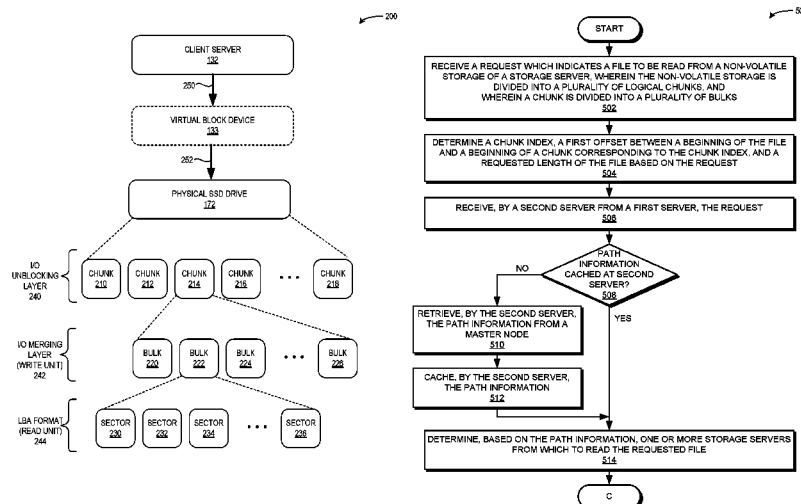 200
CLIENT SERVER
132
250
VIRTUAL BLOCK DEVICE
133
252
PHYSICAL SSD DRIVE
172
I/O
UNBLOCKING
LAYER
240
CHUNK
210
CHUNK
212
CHUNK
214
CHUNK
216
CHUNK
218
I/O MERGING
LAYER
(WRITE UNIT)
242
BULK
220
BULK
222
BULK
224
BULK
226
LBA FORMAT
(READ UNIT)
244
SECTOR
230
SECTOR
232
SECTOR
234
SECTOR
236
START
RECEIVE A REQUEST WHICH INDICATES A FILE TO BE READ FROM A NON-VOLATILE
STORAGE OF A STORAGE SERVER, WHEREIN THE NON-VOLATILE STORAGE IS
DIVIDED INTO A PLURALITY OF LOGICAL CHUNKS, AND
WHEREIN A CHUNK IS DIVIDED INTO A PLURALITY OF BULKS
502
DETERMINE A CHUNK INDEX, A FIRST OFFSET BETWEEN A BEGINNING OF THE FILE
AND A BEGINNING OF A CHUNK CORRESPONDING TO THE CHUNK INDEX, AND A
REQUESTED LENGTH OF THE FILE BASED ON THE REQUEST
504
RECEIVE, BY A SECOND SERVER FROM A FIRST SERVER, THE REQUEST
506
PATH
INFORMATION
CACHED AT SECOND
SERVER?
508
NO
YES
RETRIEVE, BY THE SECOND SERVER,
THE PATH INFORMATION FROM A
MASTER NODE
510
CACHE, BY THE SECOND SERVER,
THE PATH INFORMATION
512
DETERMINE, BASED ON THE PATH INFORMATION, ONE OR MORE STORAGE SERVERS
FROM WHICH TO READ THE REQUESTED FILE
514
C